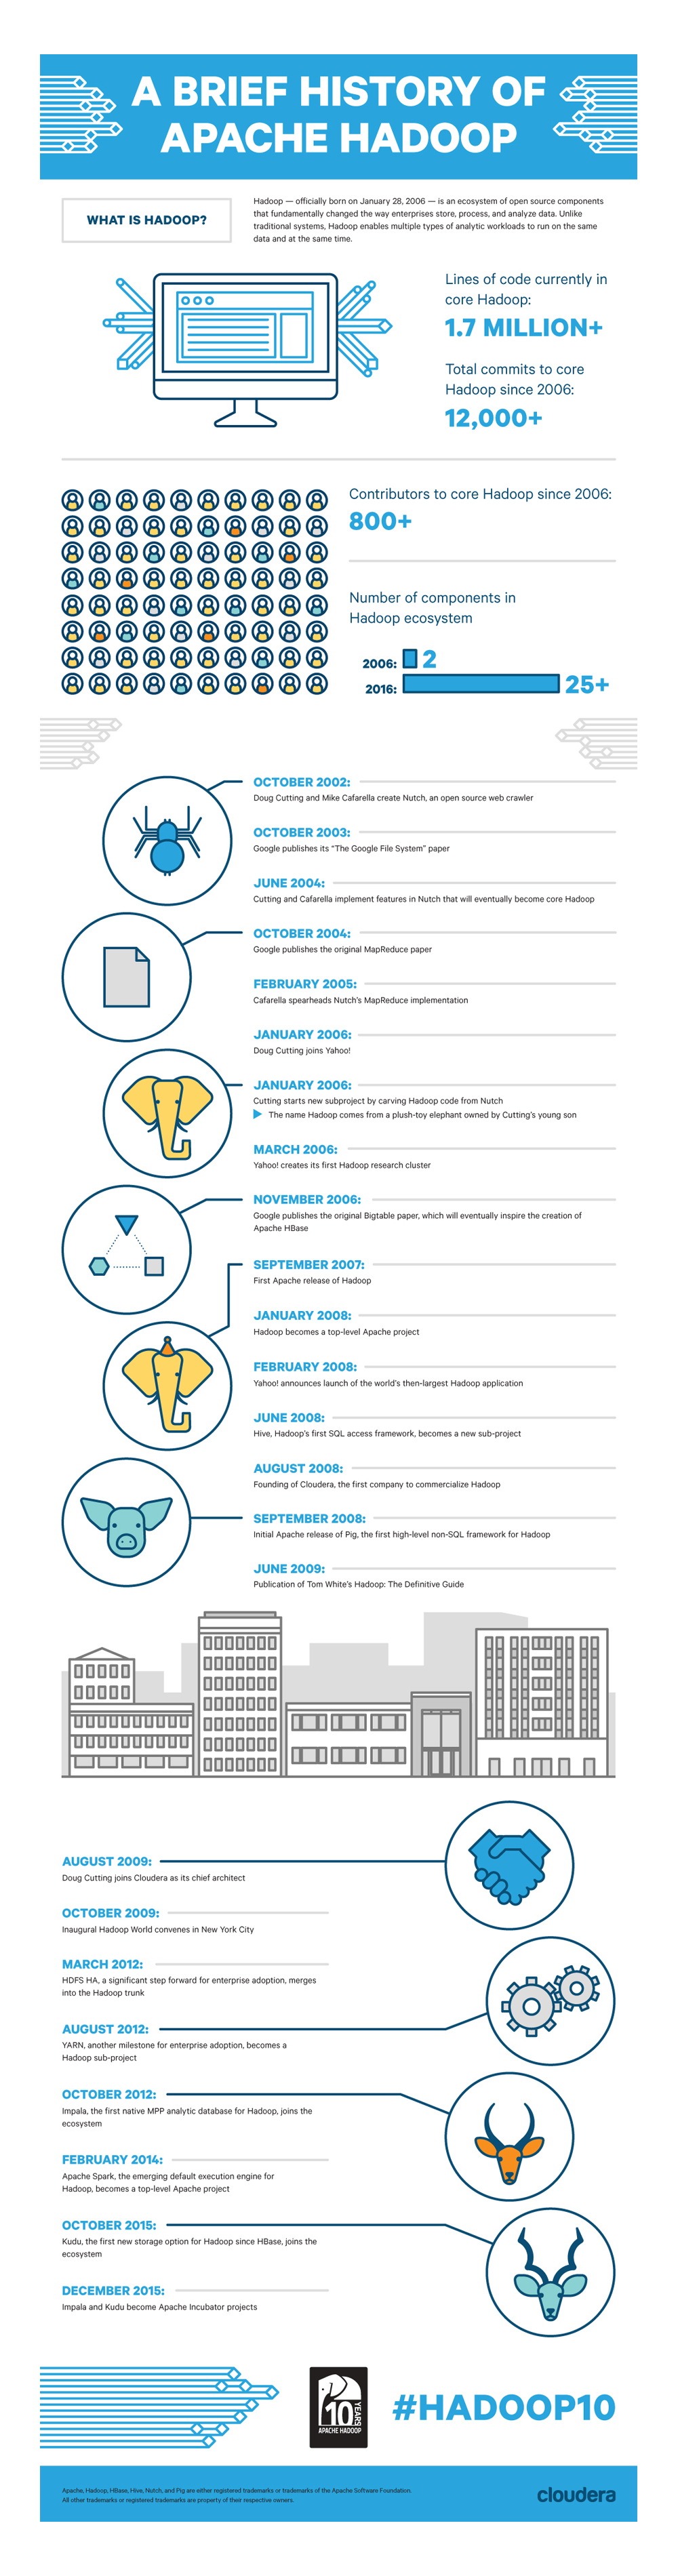 A BRIEF HISTORY OF
APACHE HADOOP
WHAT IS HADOOP?
Hadoop — officially born on January 28, 2006 — is an ecosystem of open source components
that fundamentally changed the way enterprises store, process, and analyze data. Unlike
traditional systems, Hadoop enables multiple types of analytic workloads to run on the same
data and at the same time.
Lines of code currently in
core Hadoop:
1.7 MILLION+
Total commits to core
Hadoop since 2006:
12,000+
Contributors to core Hadoop since 2006:
800+
Number of components in
Hadoop ecosystem
2006: 2
2016: 25+
OCTOBER 2002:
Doug Cutting and Mike Cafarella create Nutch, an open source web crawler
OCTOBER 2003:
Google publishes its “The Google File System” paper
JUNE 2004:
Cutting and Cafarella implement features in Nutch that will eventually become core Hadoop
OCTOBER 2004:
Google publishes the original MapReduce paper
FEBRUARY 2005:
Cafarella spearheads Nutch’s MapReduce implementation
JANUARY 2006:
Doug Cutting joins Yahoo!
JANUARY 2006:
Cutting starts new subproject by carving Hadoop code from Nutch
The name Hadoop comes from a plush-toy elephant owned by Cutting’s young son
MARCH 2006:
Yahoo! creates its first Hadoop research cluster
NOVEMBER 2006:
Google publishes the original Bigtable paper, which will eventually inspire the creation of
Apache HBase
SEPTEMBER 2007:
First Apache release of Hadoop
JANUARY 2008:
Hadoop becomes a top-level Apache project
FEBRUARY 2008:
Yahoo! announces launch of the world’s then-largest Hadoop application
JUNE 2008:
Hive, Hadoop’s first SQL access framework, becomes a new sub-project
AUGUST 2008:
Founding of Cloudera, the first company to commercialize Hadoop
SEPTEMBER 2008:
Initial Apache release of Pig, the first high-level non-SQL framework for Hadoop
JUNE 2009:
Publication of Tom White’s Hadoop: The Definitive Guide
AUGUST 2009:
Doug Cutting joins Cloudera as its chief architect
OCTOBER 2009:
Inaugural Hadoop World convenes in New York City
MARCH 2012:
HDFS HA, a significant step forward for enterprise adoption, merges
into the Hadoop trunk
AUGUST 2012:
YARN, another milestone for enterprise adoption, becomes a
Hadoop sub-project
OCTOBER 2012:
Impala, the first native MPP analytic database for Hadoop, joins the
ecosystem
FEBRUARY 2014:
Apache Spark, the emerging default execution engine for
Hadoop, becomes a top-level Apache project
OCTOBER 2015:
Kudu, the first new storage option for Hadoop since HBase, joins the
ecosystem
DECEMBER 2015:
Impala and Kudu become Apache Incubator projects
10 YEARS
APACHE HADOOP
#HADOOP10
Apache, Hadoop, HBase, Hive, Nutch, and Pig are either registered trademarks or trademarks of the Apache Software Foundation.
All other trademarks or registered trademarks are property of their respective owners.
cloudera